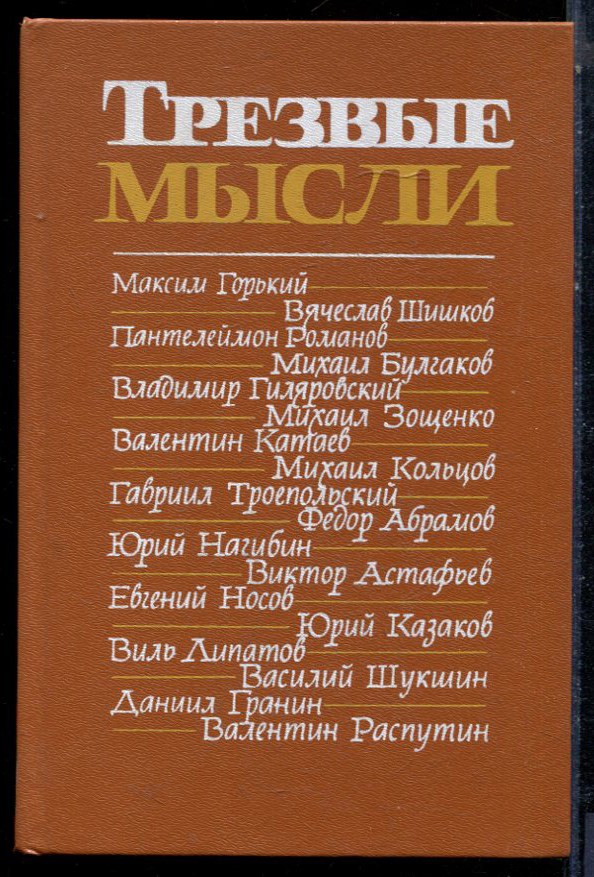 Трезвые
мысли
Максим Горький
Вячеслав Шишков
Пантелеймон Романов
Михаил Булгаков
Владимир Гиляровский
Михаил Зощенко
Валентин Катаев
Михаил Кольцов
Гавриил Троепольский
Федор Абрамов
Юрий Нагибин
Виктор Астафьев
Евгений Носов
Юрий Казаков
Виль Липатов
Василий Шукшин
Даниил Гранин
Валентин Распутин